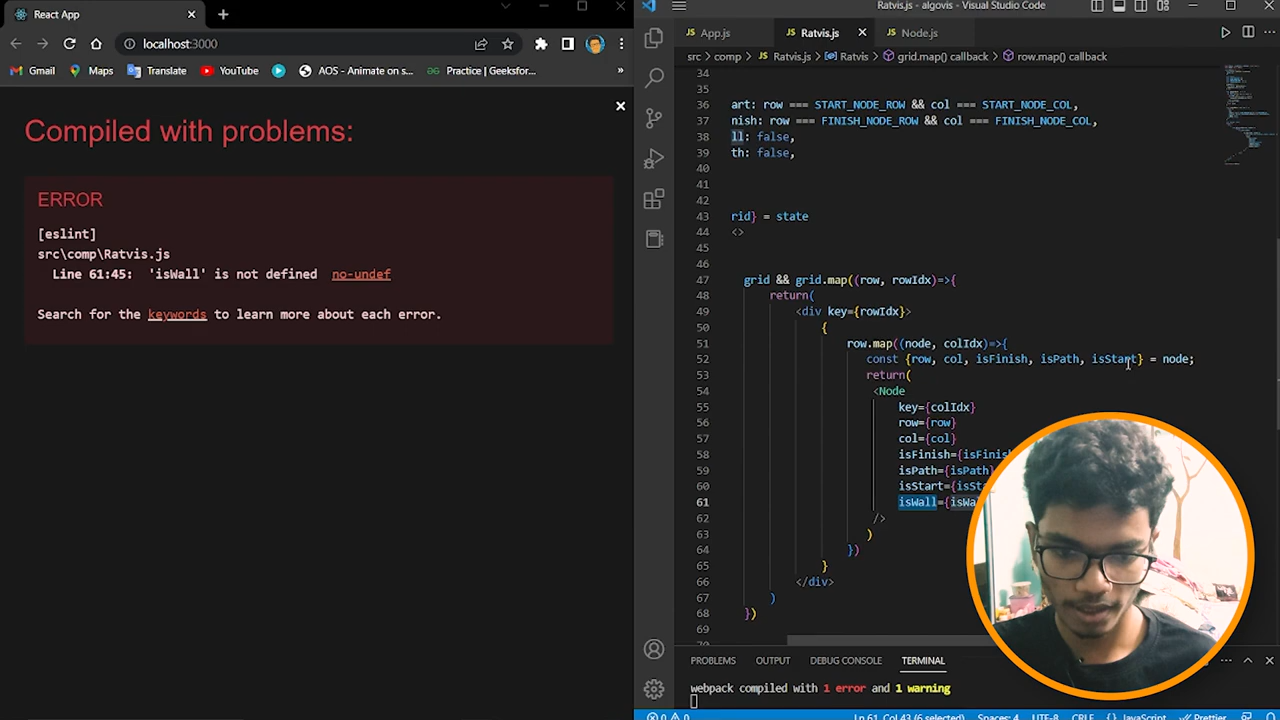 React App
localhost:3000
Gmail Maps Translate YouTube AOS - Animate on s... Practice | Geeksfor... »
Compiled with problems:
ERROR
[eslint]
src\comp\Ratvis.js
Line 61:45: 'isWall' is not defined no-undef
Search for the keywords to learn more about each error.
Ratvis.js - algovis - Visual Studio Code
App.js Ratvis.js Node.js
src > comp > Ratvis.js > Ratvis > grid.map() callback > row.map() callback
34
35
36 art: row === START_NODE_ROW && col === START_NODE_COL,
37 nish: row === FINISH_NODE_ROW && col === FINISH_NODE_COL,
38 ll: false,
39 th: false,
40
41
42
43 rid} = state
44 <>
45
46
47 grid && grid.map((row, rowIdx)=>{
48 return(
49 <div key={rowIdx}>
50 {
51 row.map((node, colIdx)=>{
52 const {row, col, isFinish, isPath, isStart} = node;
53 return(
54 <Node
55 key={colIdx}
56 row={row}
57 col={col}
58 isFinish={isFinis
59 isPath={isPath}
60 isStart={isSta
61 isWall={isWa
62 />
63 )
64 })
65 }
66 </div>
67 )
68 })
69
PROBLEMS OUTPUT DEBUG CONSOLE TERMINAL
webpack compiled with 1 error and 1 warning
Ln 61, Col 43 (6 selected) Spaces: 4 UTF-8 CRLF {} JavaScript Prettier